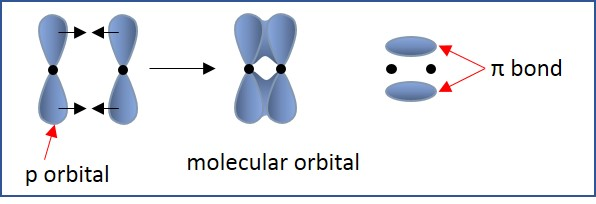 p orbital
molecular orbital
π bond